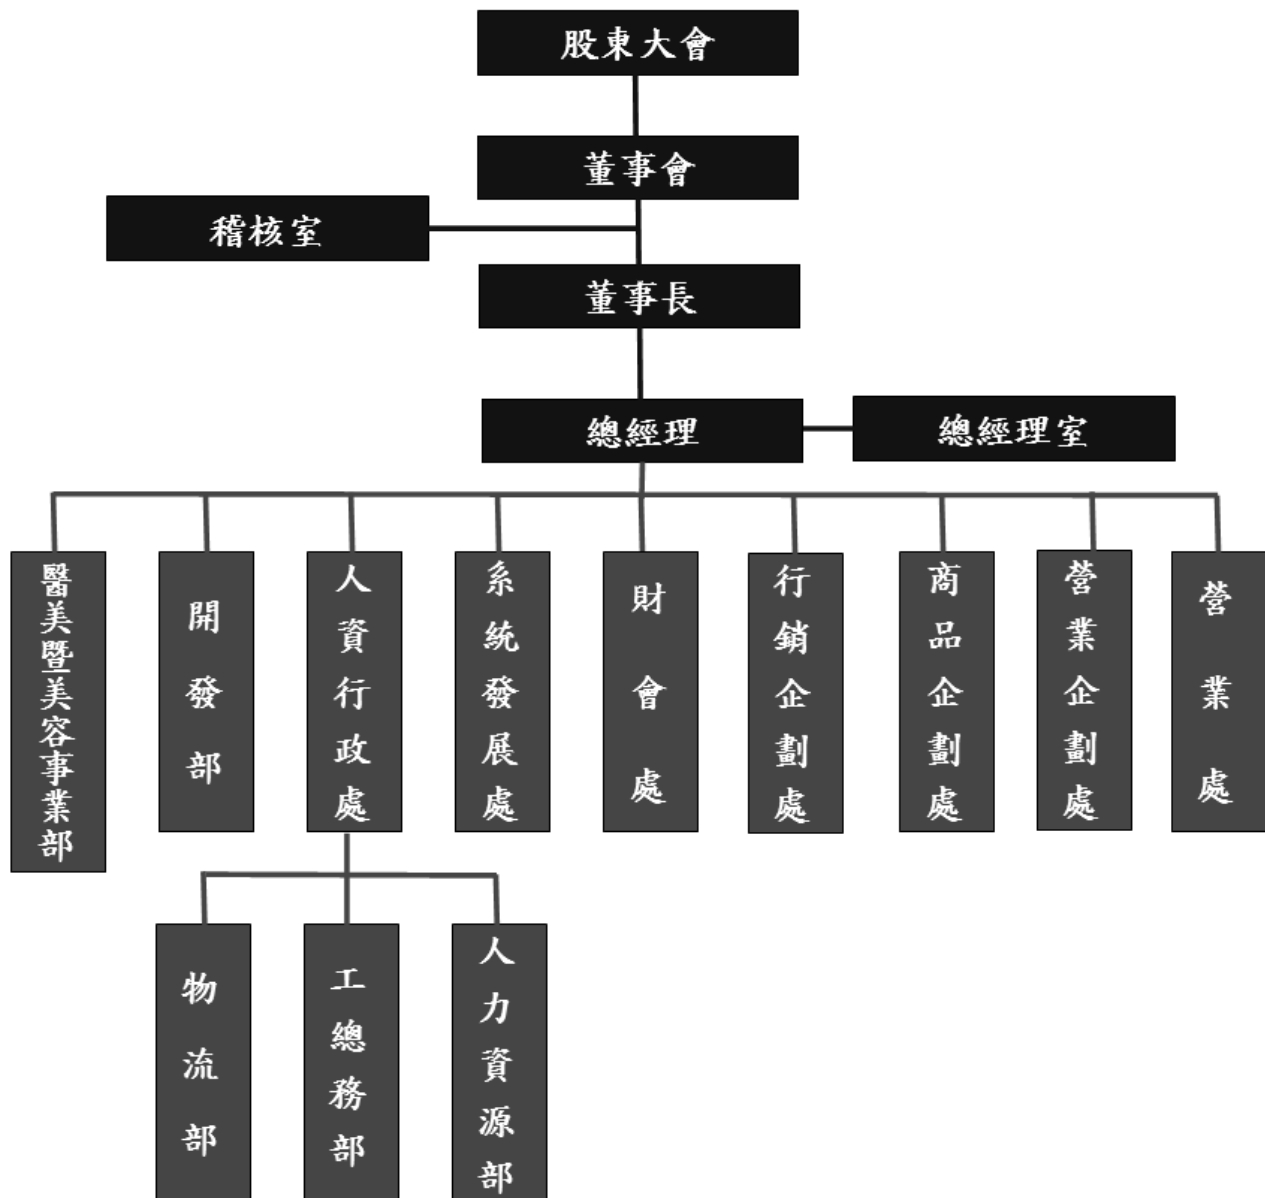 股東大會
董事會
稽核室
董事長
總經理
總經理室
醫美暨美容事業部
開發部
人資行政處
系統發展處
財會處
行銷企劃處
商品企劃處
營業企劃處
營業處
物流部
工總務部
人力資源部